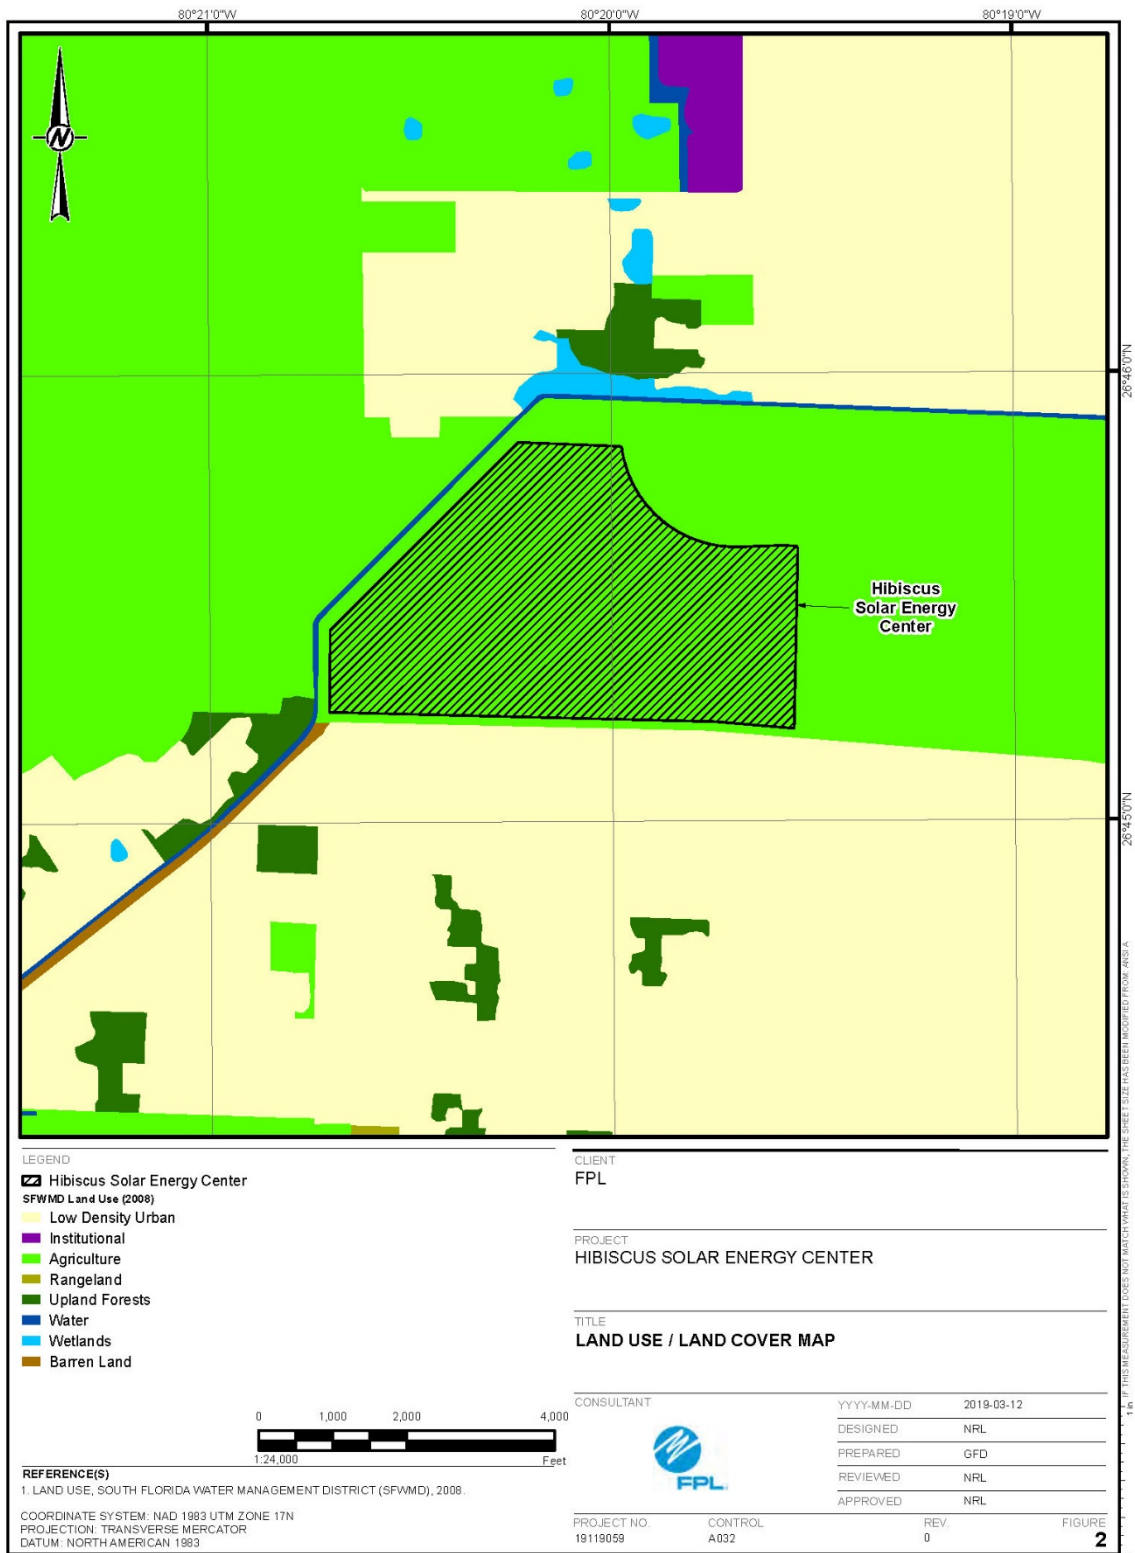 80°21'0"W
80°20'0"W
80°19'0"W
N
26°46'0"N
Hibiscus
Solar Energy
Center
26°45'0"N
LEGEND
Hibiscus Solar Energy Center
SFWMD Land Use (2008)
Low Density Urban
Institutional
Agriculture
Rangeland
Upland Forests
Water
Wetlands
Barren Land
0 1,000 2,000 4,000
1:24,000 Feet
REFERENCE(S)
1. LAND USE, SOUTH FLORIDA WATER MANAGEMENT DISTRICT (SFWMD), 2008.
COORDINATE SYSTEM: NAD 1983 UTM ZONE 17N
PROJECTION: TRANSVERSE MERCATOR
DATUM: NORTH AMERICAN 1983
CLIENT
FPL
PROJECT
HIBISCUS SOLAR ENERGY CENTER
TITLE
LAND USE / LAND COVER MAP
CONSULTANT
FPL.
YYYY-MM-DD 2019-03-12
DESIGNED NRL
PREPARED GFD
REVIEWED NRL
APPROVED NRL
PROJECT NO. CONTROL REV. FIGURE
19119059 A032 0 2
1 in IF THIS MEASUREMENT DOES NOT MATCH WHAT IS SHOWN, THE SHEET SIZE HAS BEEN MODIFIED FROM: ANSI A